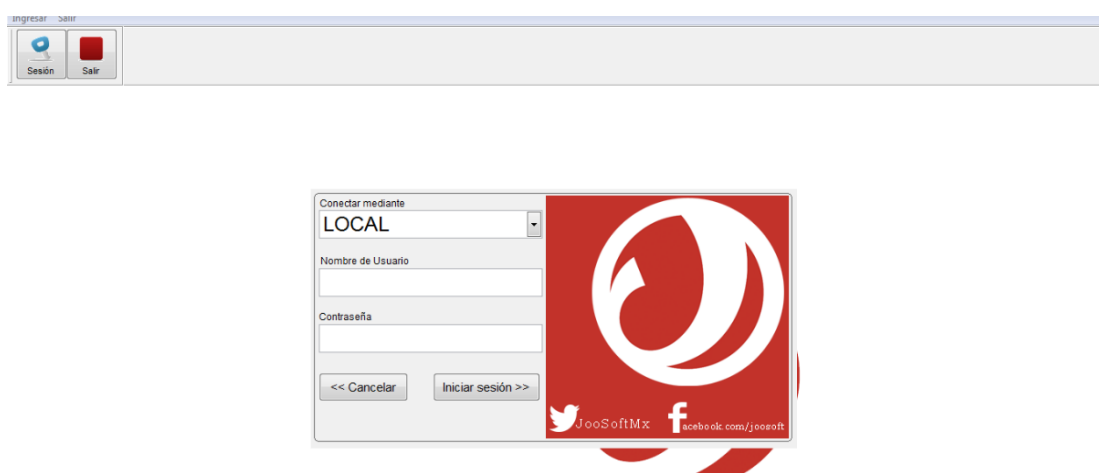 Ingresar Salir
Sesión Salir
Conectar mediante
LOCAL
Nombre de Usuario
Contraseña
<< Cancelar Iniciar sesión >>
JooSoftMx facebook.com/joosoft